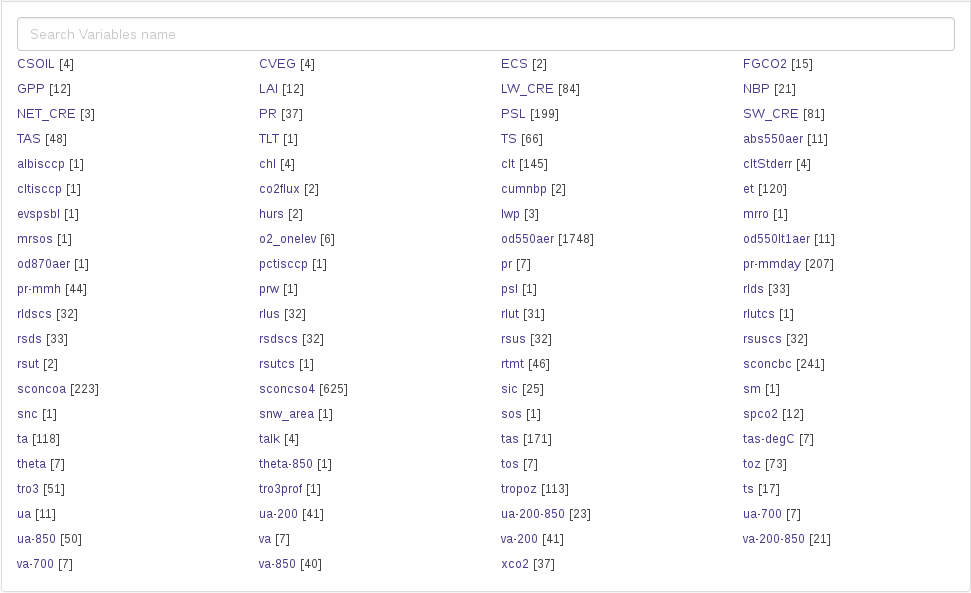 Search Variables name
CSOIL [4] CVEG [4] ECS [2] FGCO2 [15]
GPP [12] LAI [12] LW_CRE [84] NBP [21]
NET_CRE [3] PR [37] PSL [199] SW_CRE [81]
TAS [48] TLT [1] TS [66] abs550aer [11]
albisccp [1] chl [4] clt [145] cltStderr [4]
cltisccp [1] co2flux [2] cumnbp [2] et [120]
evspsbl [1] hurs [2] lwp [3] mrro [1]
mrsos [1] o2_onelev [6] od550aer [1748] od550lt1aer [11]
od870aer [1] pctisccp [1] pr [7] pr-mmday [207]
pr-mmh [44] prw [1] psl [1] rlds [33]
rldscs [32] rlus [32] rlut [31] rlutcs [1]
rsds [33] rsdscs [32] rsus [32] rsuscs [32]
rsut [2] rsutcs [1] rtmt [46] sconcbc [241]
sconcoa [223] sconcso4 [625] sic [25] sm [1]
snc [1] snw_area [1] sos [1] spco2 [12]
ta [118] talk [4] tas [171] tas-degC [7]
theta [7] theta-850 [1] tos [7] toz [73]
tro3 [51] tro3prof [1] tropoz [113] ts [17]
ua [11] ua-200 [41] ua-200-850 [23] ua-700 [7]
ua-850 [50] va [7] va-200 [41] va-200-850 [21]
va-700 [7] va-850 [40] xco2 [37]